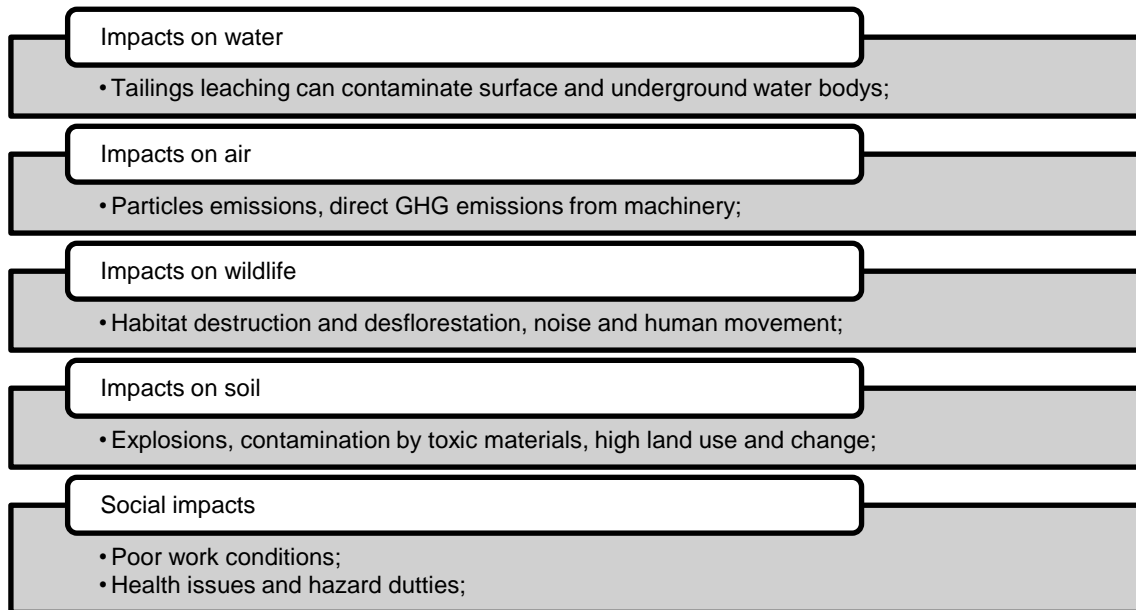 Impacts on water
• Tailings leaching can contaminate surface and underground water bodys;
Impacts on air
• Particles emissions, direct GHG emissions from machinery;
Impacts on wildlife
• Habitat destruction and desflorestation, noise and human movement;
Impacts on soil
• Explosions, contamination by toxic materials, high land use and change;
Social impacts
• Poor work conditions;
• Health issues and hazard dutties;